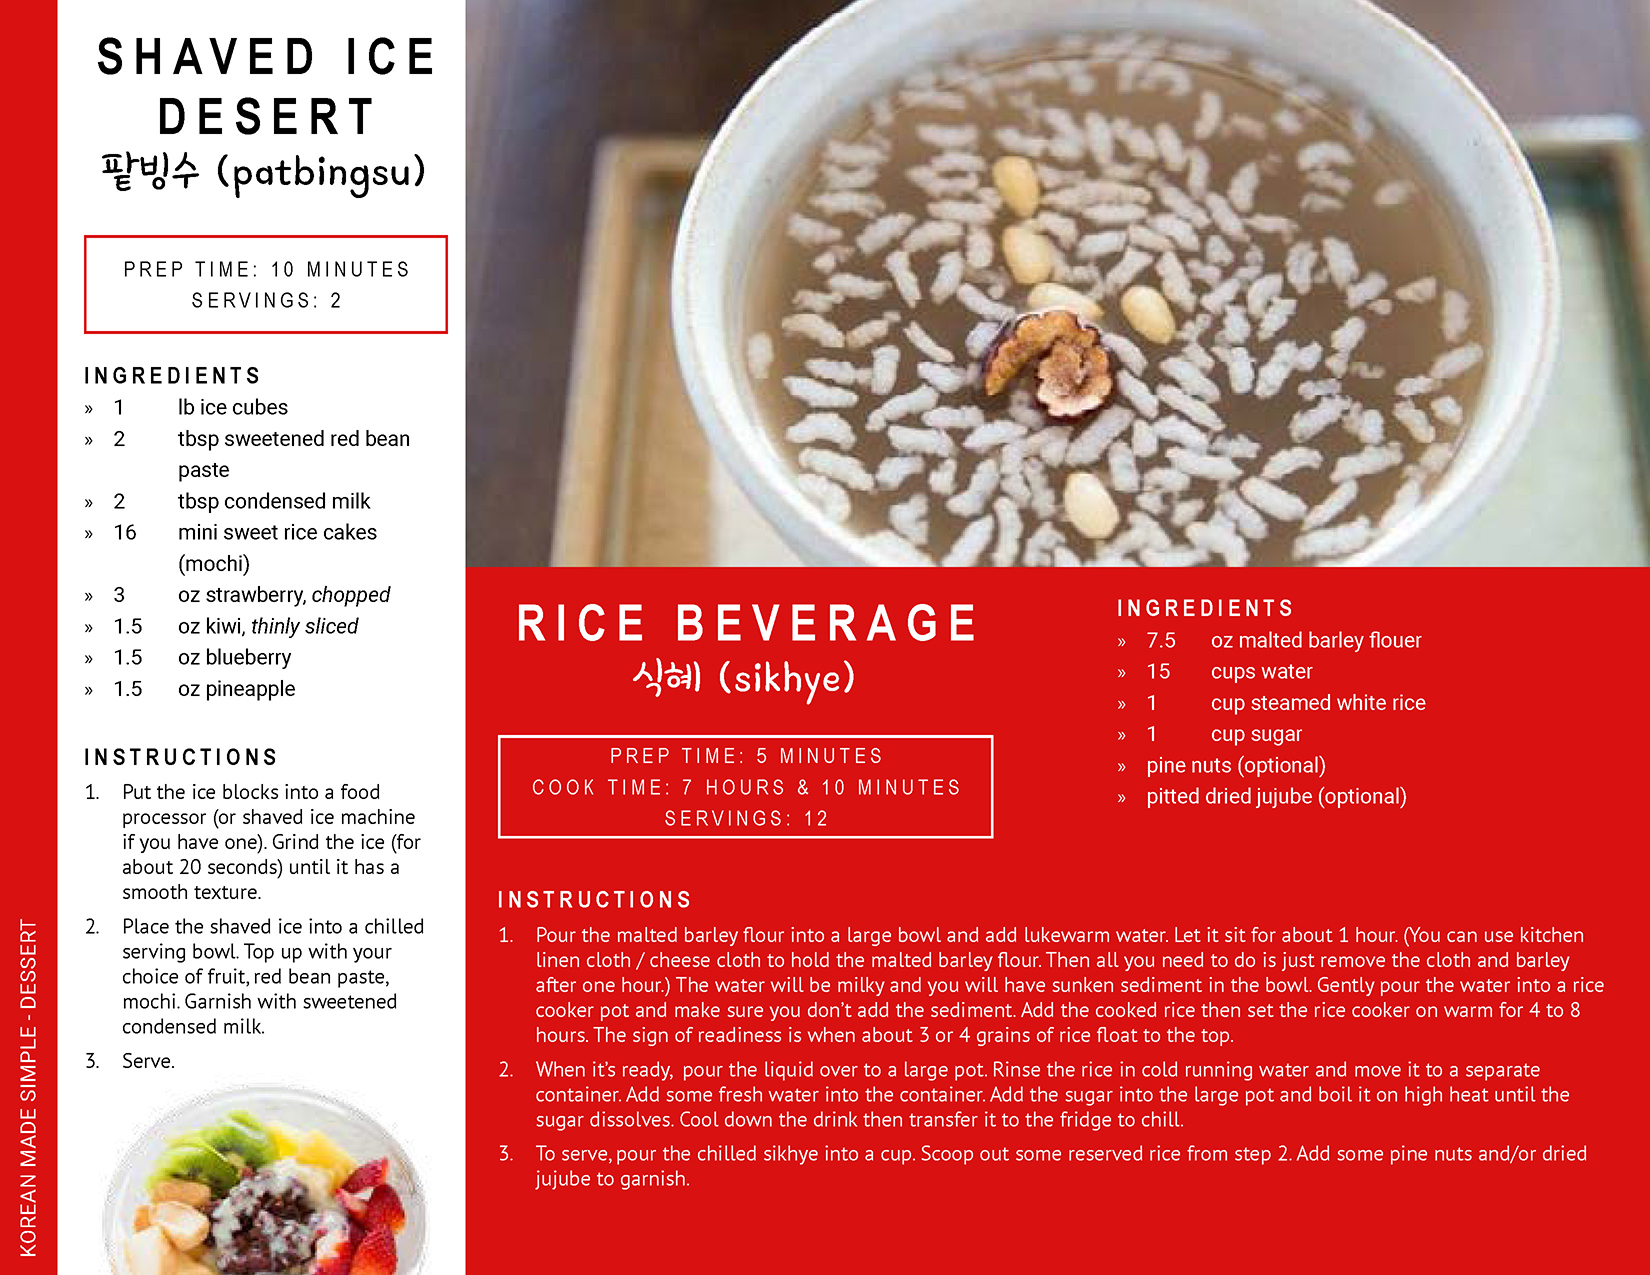 SHAVED ICE
DESERT
팥빙수 (patbingsu)
PREP TIME: 10 MINUTES
SERVINGS: 2
INGREDIENTS
» 1 lb ice cubes
» 2 tbsp sweetened red bean
paste
» 2 tbsp condensed milk
» 16 mini sweet rice cakes
(mochi)
» 3 oz strawberry, chopped
» 1.5 oz kiwi, thinly sliced
» 1.5 oz blueberry
» 1.5 oz pineapple
INSTRUCTIONS
1. Put the ice blocks into a food
processor (or shaved ice machine
if you have one). Grind the ice (for
about 20 seconds) until it has a
smooth texture.
2. Place the shaved ice into a chilled
serving bowl. Top up with your
choice of fruit, red bean paste,
mochi. Garnish with sweetened
condensed milk.
3. Serve.
KOREAN MADE SIMPLE - DESSERT
RICE BEVERAGE
식혜 (sikhye)
PREP TIME: 5 MINUTES
COOK TIME: 7 HOURS & 10 MINUTES
SERVINGS: 12
INGREDIENTS
» 7.5 oz malted barley flouer
» 15 cups water
» 1 cup steamed white rice
» 1 cup sugar
» pine nuts (optional)
» pitted dried jujube (optional)
INSTRUCTIONS
1. Pour the malted barley flour into a large bowl and add lukewarm water. Let it sit for about 1 hour. (You can use kitchen
linen cloth / cheese cloth to hold the malted barley flour. Then all you need to do is just remove the cloth and barley
after one hour.) The water will be milky and you will have sunken sediment in the bowl. Gently pour the water into a rice
cooker pot and make sure you don’t add the sediment. Add the cooked rice then set the rice cooker on warm for 4 to 8
hours. The sign of readiness is when about 3 or 4 grains of rice float to the top.
2. When it’s ready, pour the liquid over to a large pot. Rinse the rice in cold running water and move it to a separate
container. Add some fresh water into the container. Add the sugar into the large pot and boil it on high heat until the
sugar dissolves. Cool down the drink then transfer it to the fridge to chill.
3. To serve, pour the chilled sikhye into a cup. Scoop out some reserved rice from step 2. Add some pine nuts and/or dried
jujube to garnish.